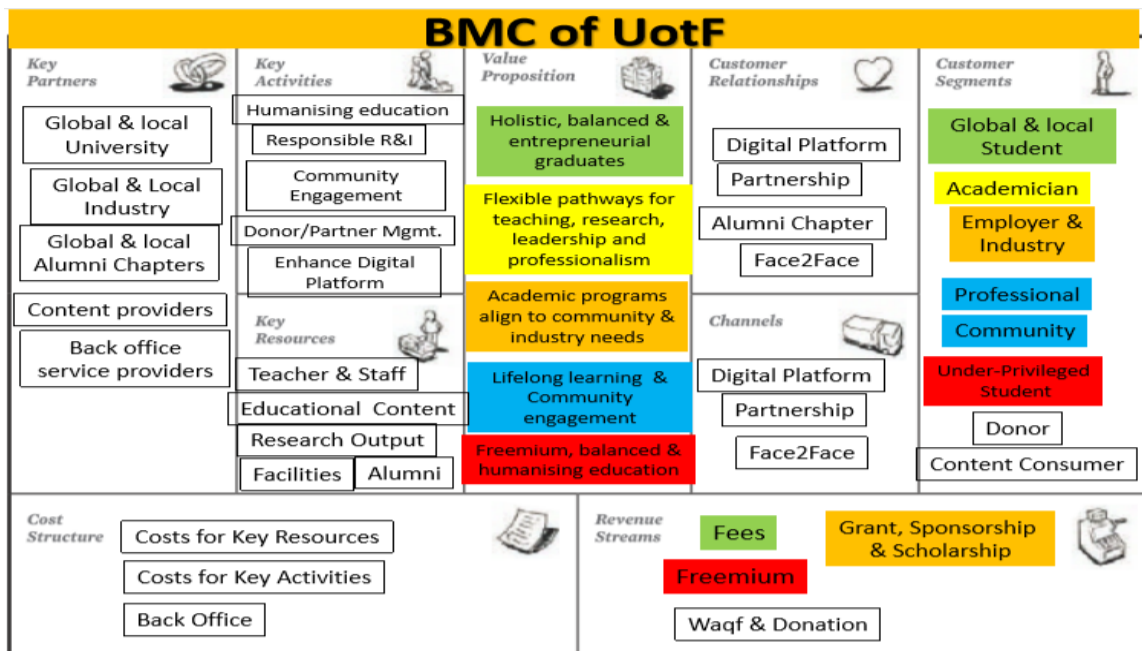 BMC of UotF
Key
Partners
Global & local
University
Global & Local
Industry
Global & local
Alumni Chapters
Content providers
Back office
service providers
Key
Activities
Humanising education
Responsible R&I
Community
Engagement
Donor/Partner Mgmt.
Enhance Digital
Platform
Key
Resources
Teacher & Staff
Educational Content
Research Output
Facilities
Alumni
Value
Proposition
Holistic, balanced &
entrepreneurial
graduates
Flexible pathways for
teaching, research,
leadership and
professionalism
Academic programs
align to community &
industry needs
Lifelong learning &
Community
engagement
Freemium, balanced &
humanising education
Customer
Relationships
Digital Platform
Partnership
Alumni Chapter
Face2Face
Channels
Digital Platform
Partnership
Face2Face
Customer
Segments
Global & local
Student
Academician
Employer &
Industry
Professional
Community
Under-Privileged
Student
Donor
Content Consumer
Cost
Structure
Costs for Key Resources
Costs for Key Activities
Back Office
Revenue
Streams
Fees
Freemium
Grant, Sponsorship
& Scholarship
Waqf & Donation